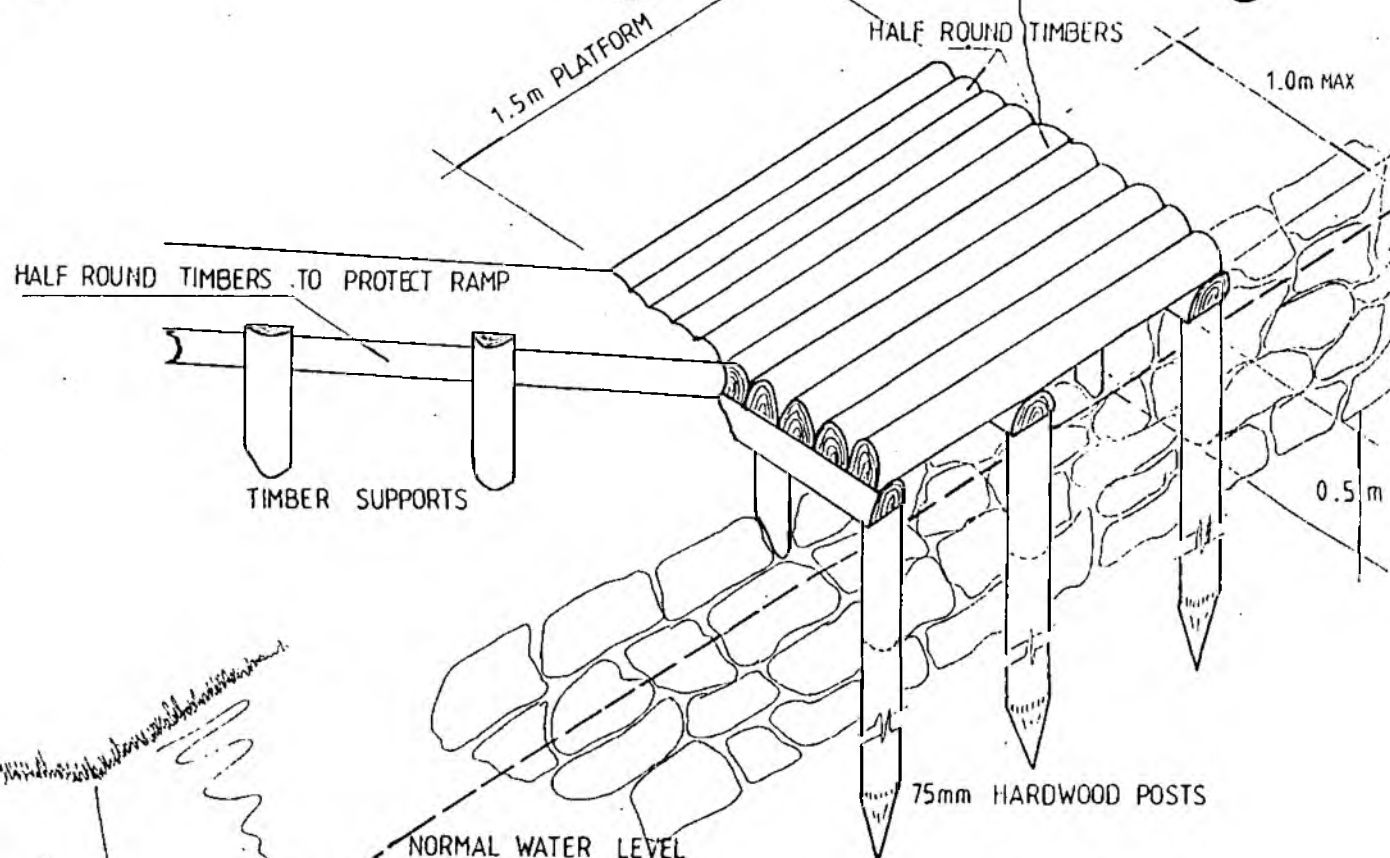 HALF ROUND TIMBERS
1.5m PLATFORM
1.0m MAX
HALF ROUND TIMBERS TO PROTECT RAMP
TIMBER SUPPORTS
0.5 m
75mm HARDWOOD POSTS
NORMAL WATER LEVEL